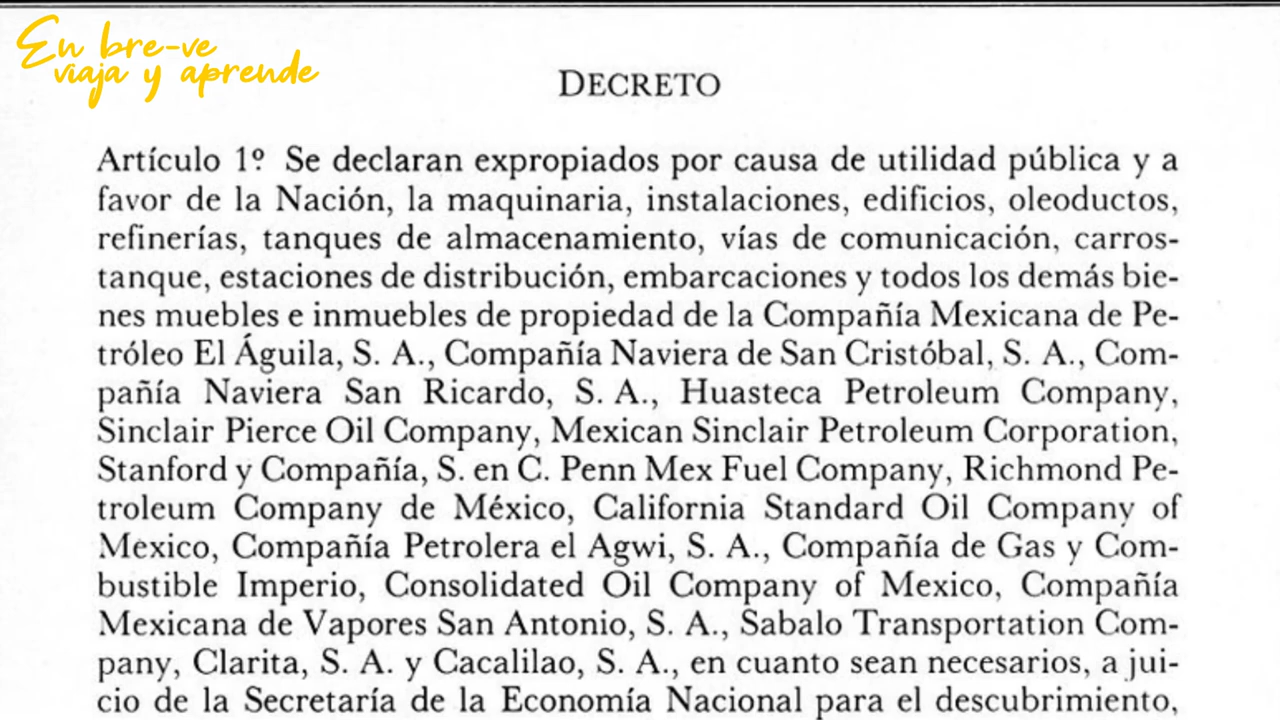 En bre-ve
viaja y aprende
DECRETO
Artículo 1º Se declaran expropiados por causa de utilidad pública y a
favor de la Nación, la maquinaria, instalaciones, edificios, oleoductos,
refinerías, tanques de almacenamiento, vías de comunicación, carros-
tanque, estaciones de distribución, embarcaciones y todos los demás bie-
nes muebles e inmuebles de propiedad de la Compañía Mexicana de Pe-
tróleo El Águila, S. A., Compañía Naviera de San Cristóbal, S. A., Com-
pañía Naviera San Ricardo, S. A., Huasteca Petroleum Company,
Sinclair Pierce Oil Company, Mexican Sinclair Petroleum Corporation,
Stanford y Compañía, S. en C. Penn Mex Fuel Company, Richmond Pe-
troleum Company de México, California Standard Oil Company of
Mexico, Compañía Petrolera el Agwi, S. A., Compañía de Gas y Com-
bustible Imperio, Consolidated Oil Company of Mexico, Compañía
Mexicana de Vapores San Antonio, S. A., Sabalo Transportation Com-
pany, Clarita, S. A. y Cacalilao, S. A., en cuanto sean necesarios, a jui-
cio de la Secretaría de la Economía Nacional para el descubrimiento,